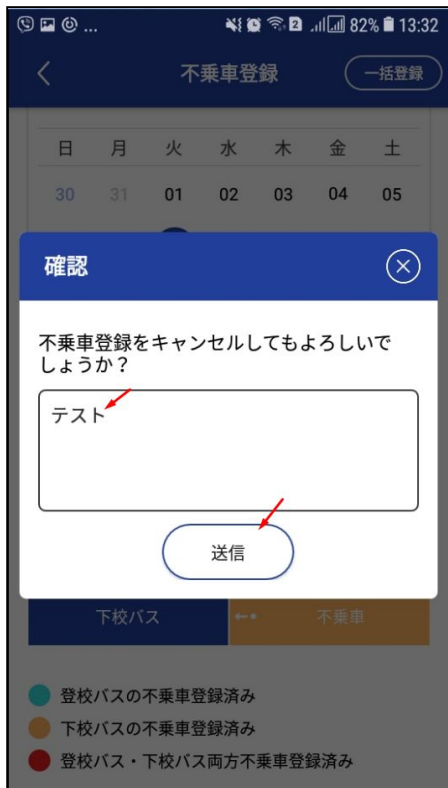 ... 82% 13:32
不乗車登録 一括登録
日 月 火 水 木 金 土
30 31 01 02 03 04 05
確認
不乗車登録をキャンセルしてもよろしいで
しょうか？
テスト
送信
下校バス 不乗車
登校バスの不乗車登録済み
下校バスの不乗車登録済み
登校バス・下校バス両方不乗車登録済み